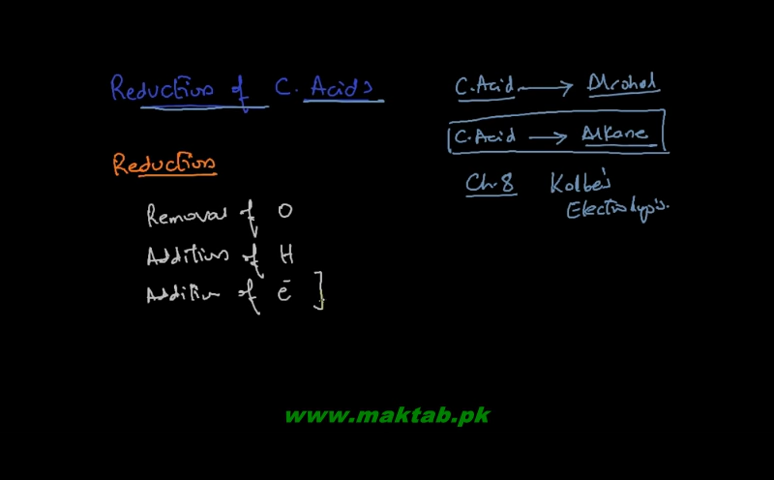 Reduction of C. Acids
C.Acid → Alcohol
C.Acid → Alkane
Ch.8 Kolbe's
Electrolysis.
Reduction
Removal of O
Addition of H
Addition of ē ]
www.maktab.pk